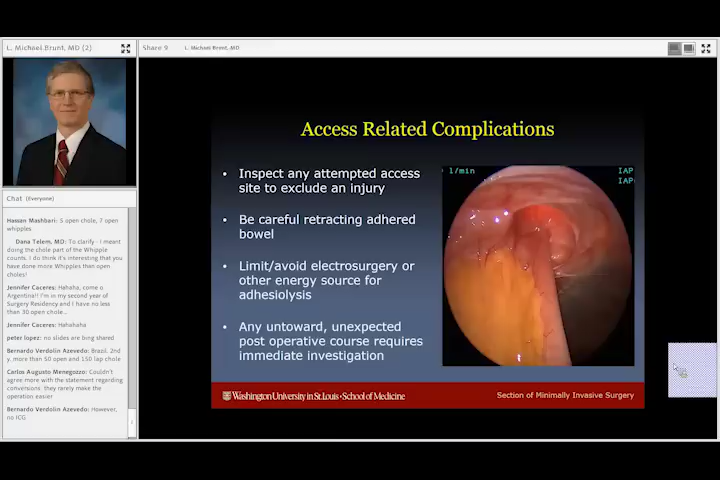 L. Michael Brunt, MD (2)
Share 9 L. Michael Brunt, MD
Chat (Everyone)
Hassan Mashbari: 5 open chole, 7 open
whipples
Dana Telem, MD: To clarify - I meant
doing the chole part of the Whipple
counts. I do think it's interesting that you
have done more Whipples then open
choles!
Jennifer Caceres: Hahaha, come o
Argentina!! I'm in my second year of
Surgery Residency and I have no less
than 30 open chole...
Jennifer Caceres: Hahahaha
peter lopez: no slides are bing shared
Bernardo Verdolin Azevedo: Brazil. 2nd
y, more than 50 open and 150 lap chole
Carlos Augusto Menegozzo: Couldn't
agree more with the statement regarding
conversions: they rarely make the
operation easier
Bernardo Verdolin Azevedo: However,
no ICG
Access Related Complications
• Inspect any attempted access
site to exclude an injury
• Be careful retracting adhered
bowel
• Limit/avoid electrosurgery or
other energy source for
adhesiolysis
• Any untoward, unexpected
post operative course requires
immediate investigation
l/min IAP
IAP
Washington University in St. Louis • School of Medicine
Section of Minimally Invasive Surgery